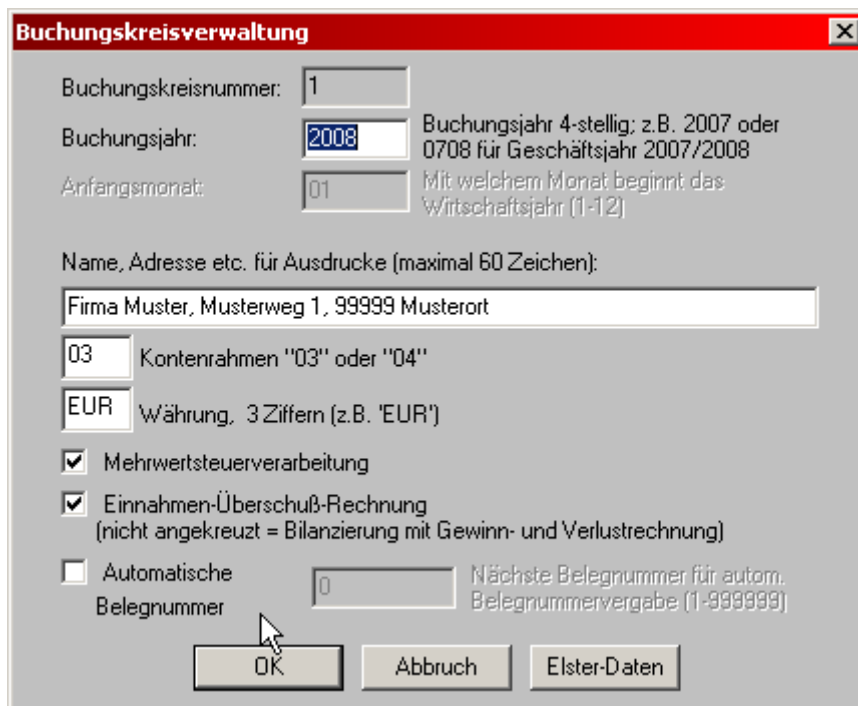 Buchungskreisverwaltung
Buchungskreisnummer: 1
Buchungsjahr: 2008 Buchungsjahr 4-stellig; z.B. 2007 oder
0708 für Geschäftsjahr 2007/2008
Anfangsmonat: 01 Mit welchem Monat beginnt das
Wirtschaftsjahr (1-12)
Name, Adresse etc. für Ausdrucke (maximal 60 Zeichen):
Firma Muster, Musterweg 1, 99999 Musterort
03 Kontenrahmen "03" oder "04"
EUR Währung, 3 Ziffern (z.B. 'EUR')
Mehrwertsteuerverarbeitung
Einnahmen-Überschuß-Rechnung
(nicht angekreuzt = Bilanzierung mit Gewinn- und Verlustrechnung)
Automatische 0 Nächste Belegnummer für autom.
Belegnummer Belegnummervergabe (1-999999)
OK Abbruch Elster-Daten